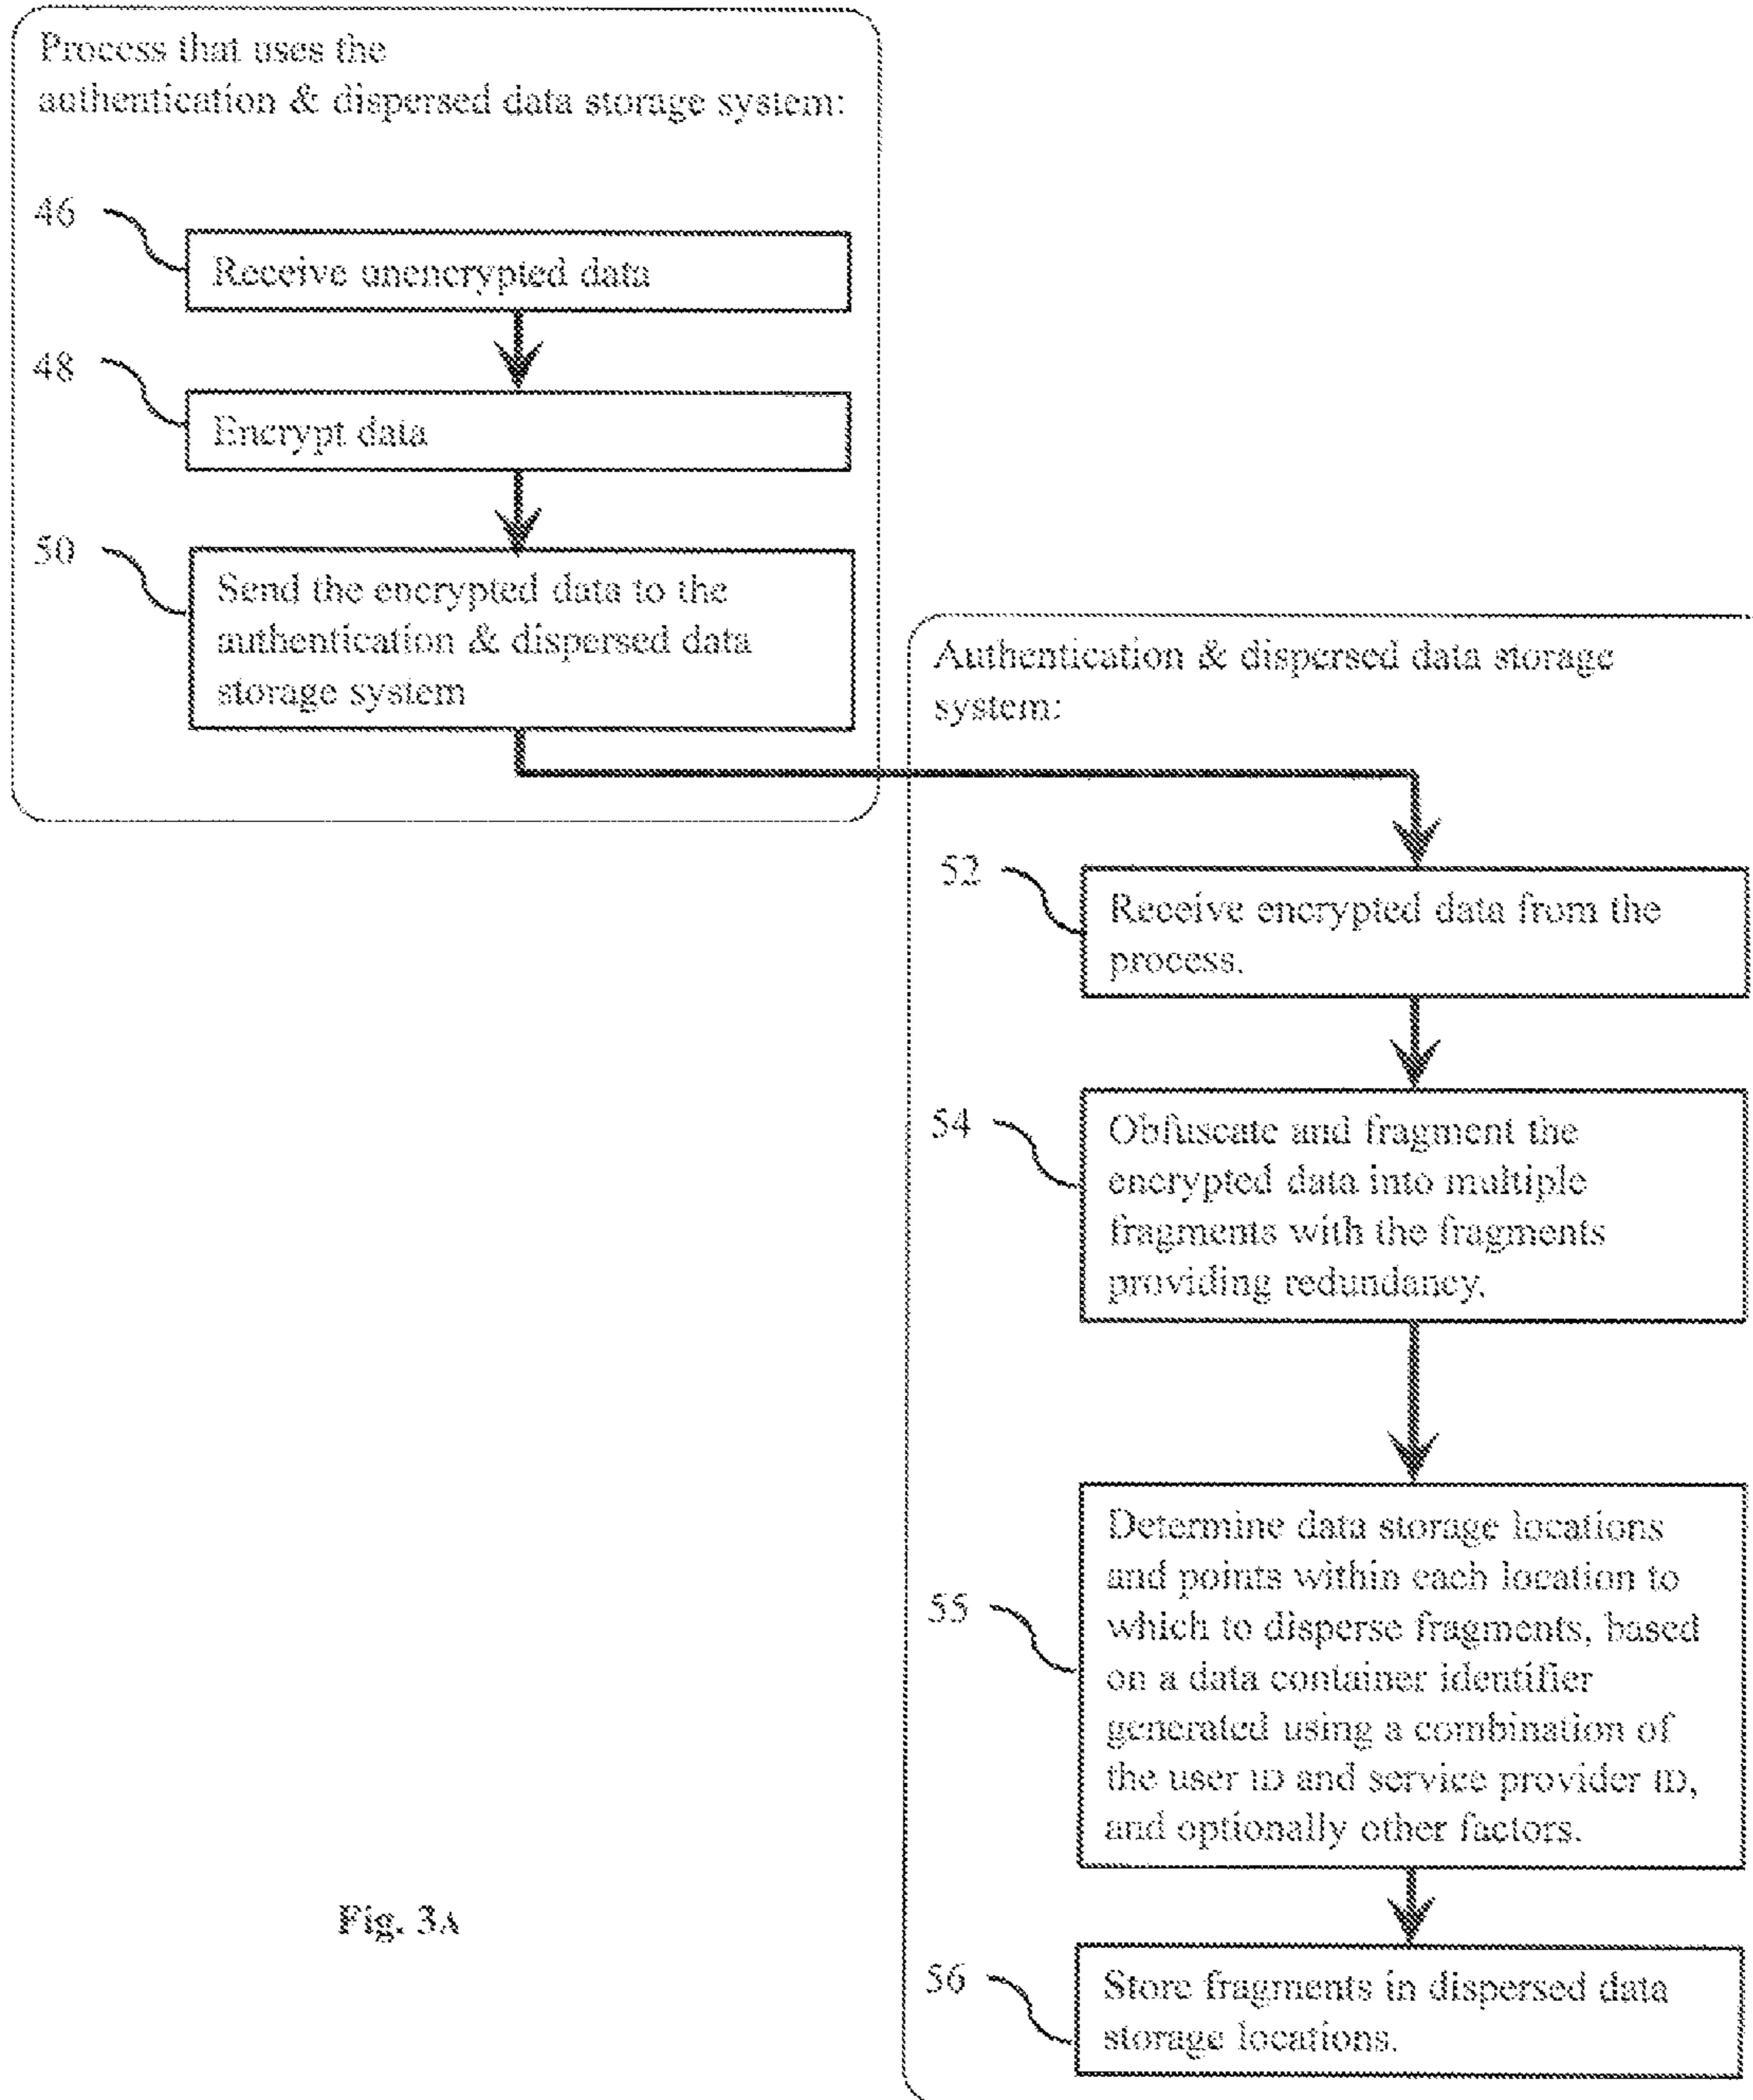 Process that uses the
authentication & dispersed data storage system:
46
Receive unencrypted data
48
Encrypt data
50
Send the encrypted data to the
authentication & dispersed data
storage system
Authentication & dispersed data storage
system:
52
Receive encrypted data from the
process.
54
Obfuscate and fragment the
encrypted data into multiple
fragments with the fragments
providing redundancy.
55
Determine data storage locations
and points within each location to
which to disperse fragments, based
on a data container identifier
generated using a combination of
the user ID and service provider ID,
and optionally other factors.
56
Store fragments in dispersed data
storage locations.
Fig. 3A